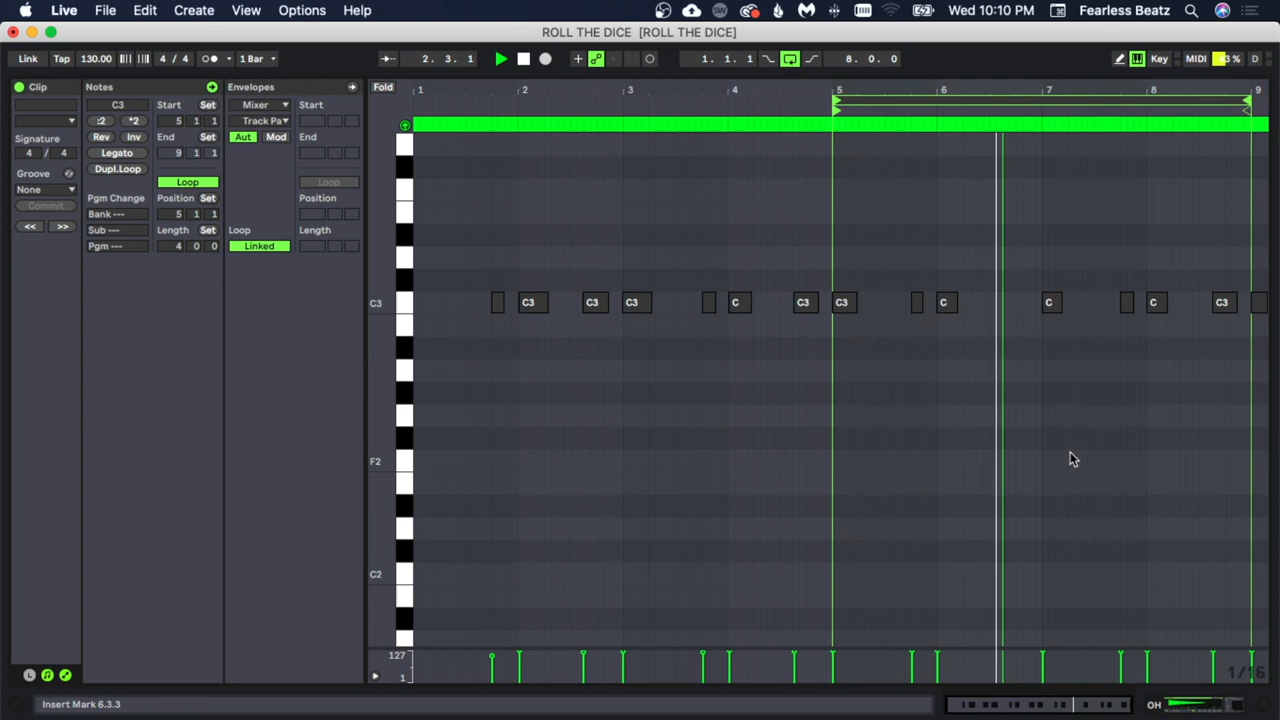 Live File Edit Create View Options Help Wed 10:10 PM Fearless Beatz
ROLL THE DICE [ROLL THE DICE]
Link Tap 130.00 4 / 4 1 Bar 2. 3. 1 1. 1. 1 8. 0. 0 Key MIDI D
Clip Notes Envelopes Fold 1 2 3 4 5 6 7 8 9
C3 Start Set Mixer Start
:2 *2 5 1 1 Track Pa
Signature Rev Inv End Set Aut Mod End
4 / 4 Legato 9 1 1
Groove Dupl.Loop
None Loop Loop
Commit Pgm Change Position Set Position
<< >> Bank --- 5 1 1
Sub --- Length Set Loop Length
Pgm --- 4 0 0 Linked
C3 C3 C3 C3 C C3 C3 C C C C3
F2
C2
127
1 1/16
Insert Mark 6.3.3 OH